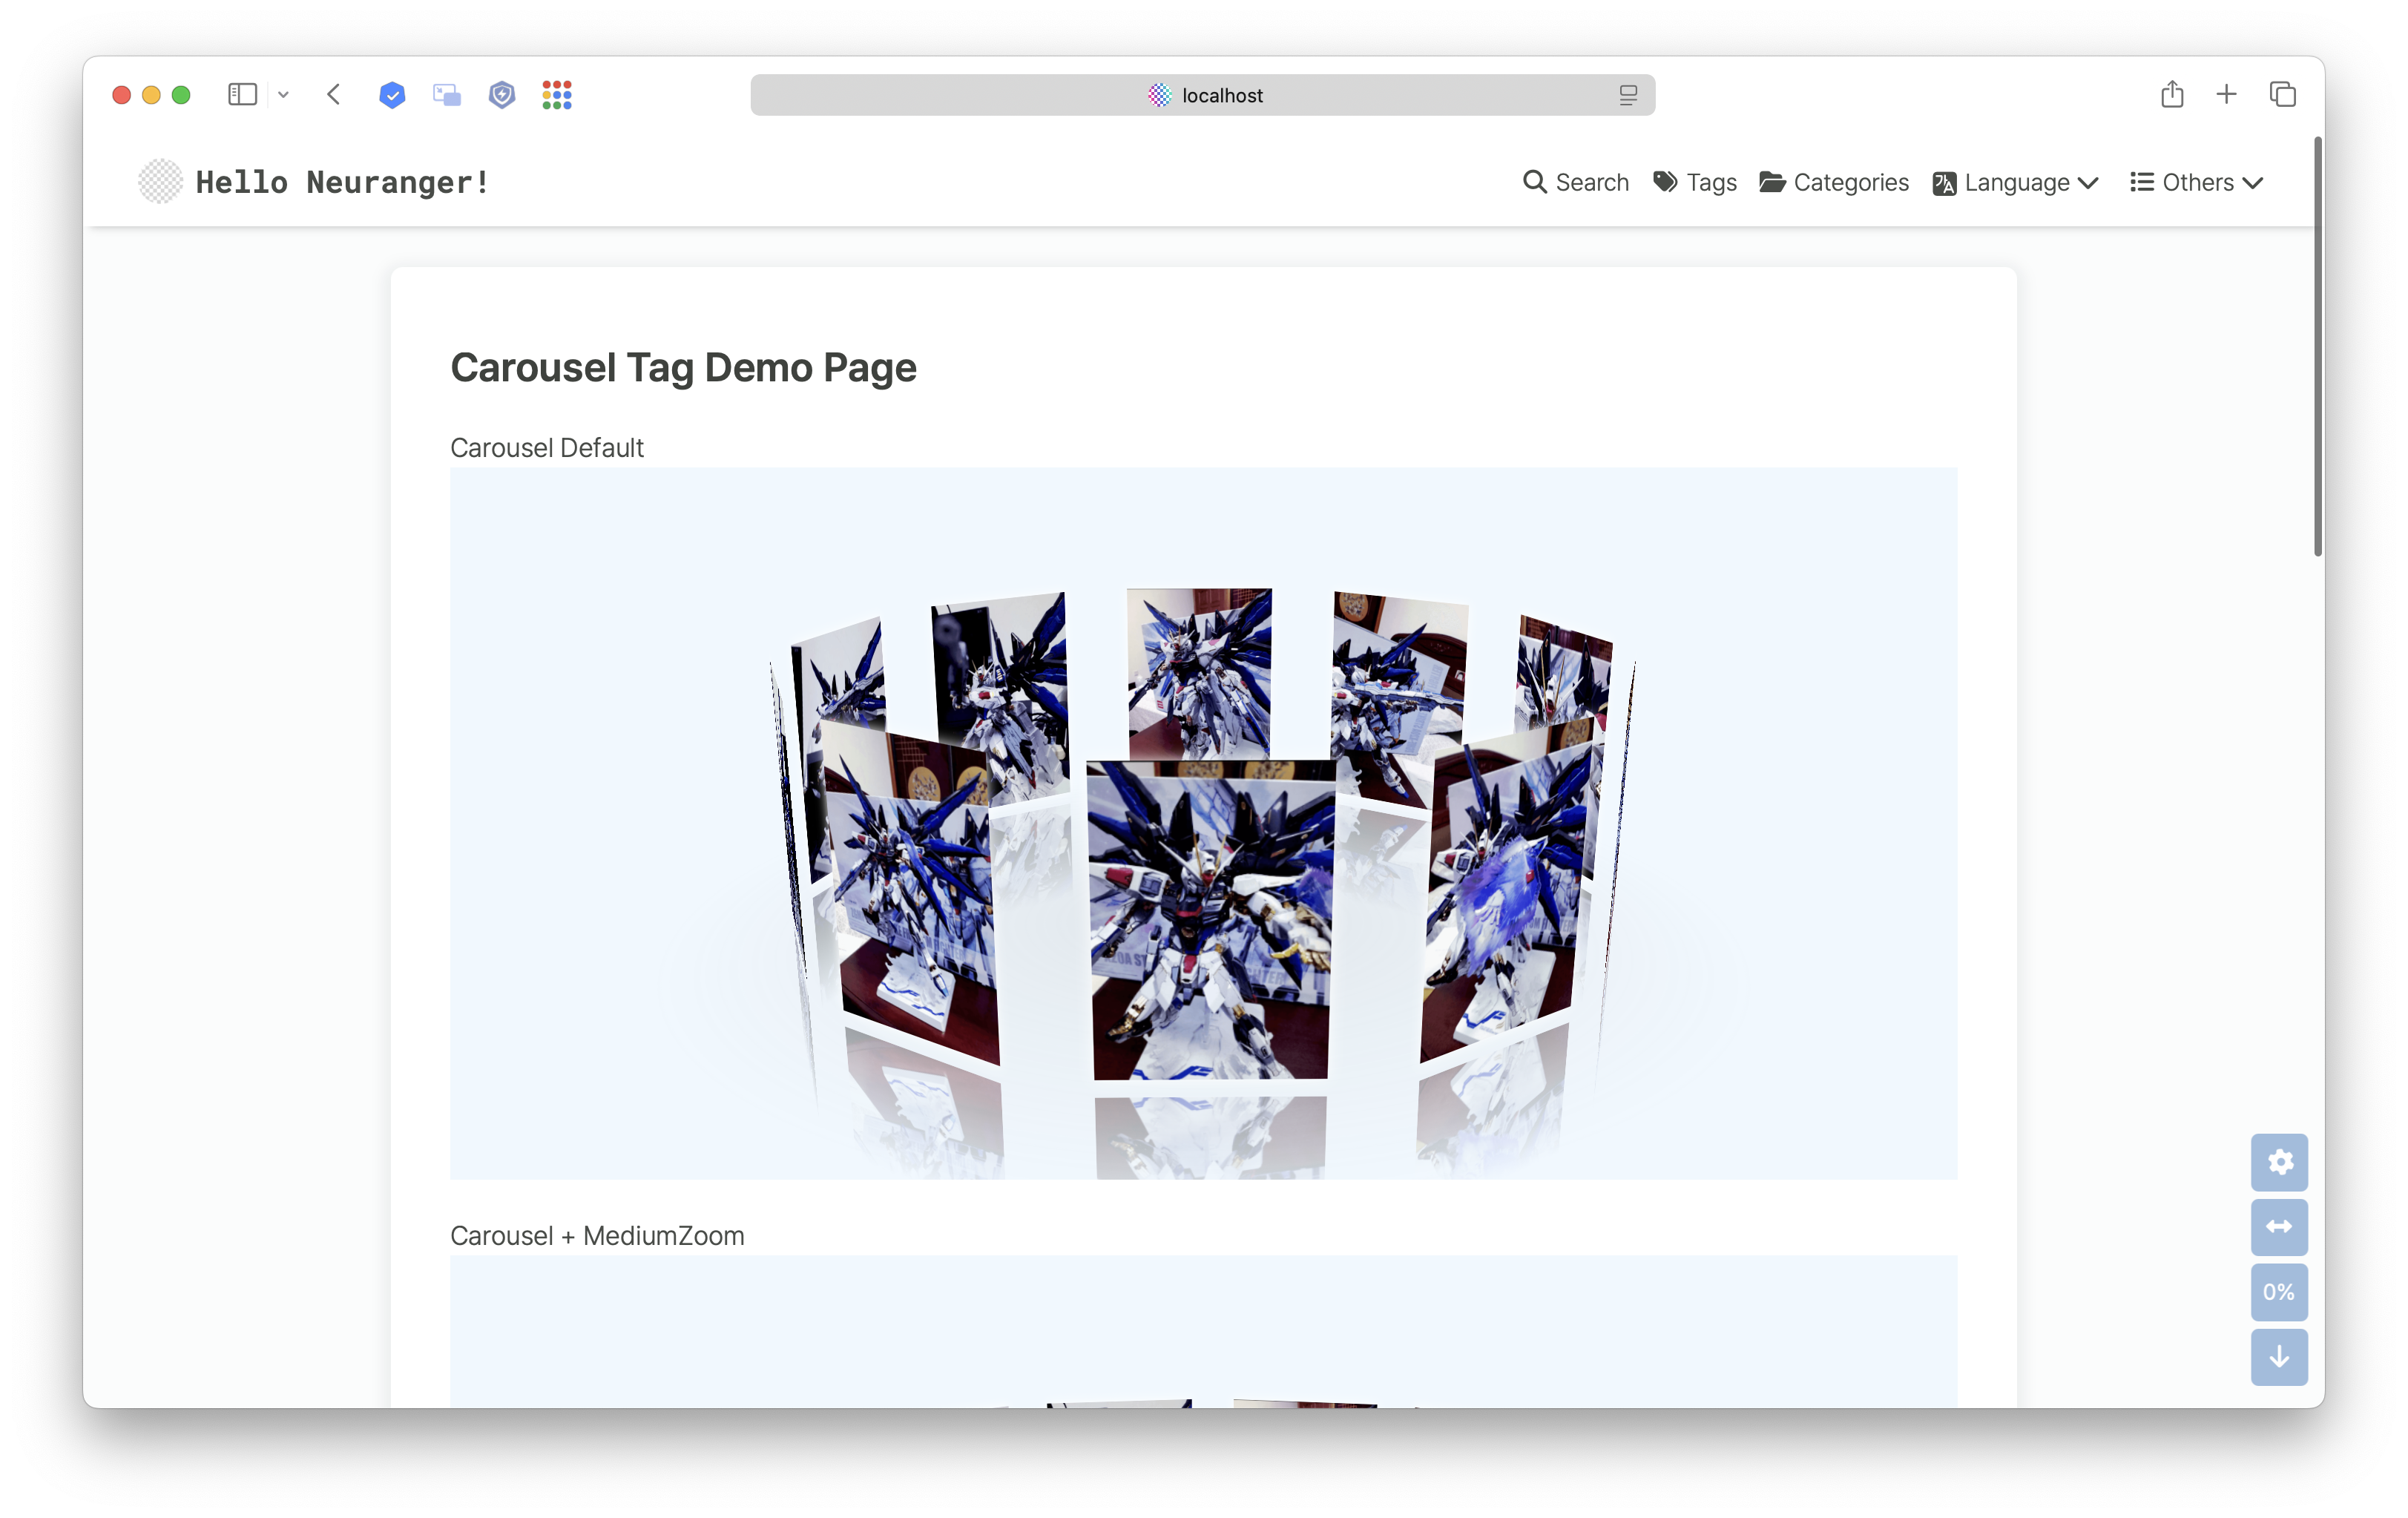 localhost
Hello Neuranger!
Search Tags Categories Language Others
Carousel Tag Demo Page
Carousel Default
Carousel + MediumZoom
0%